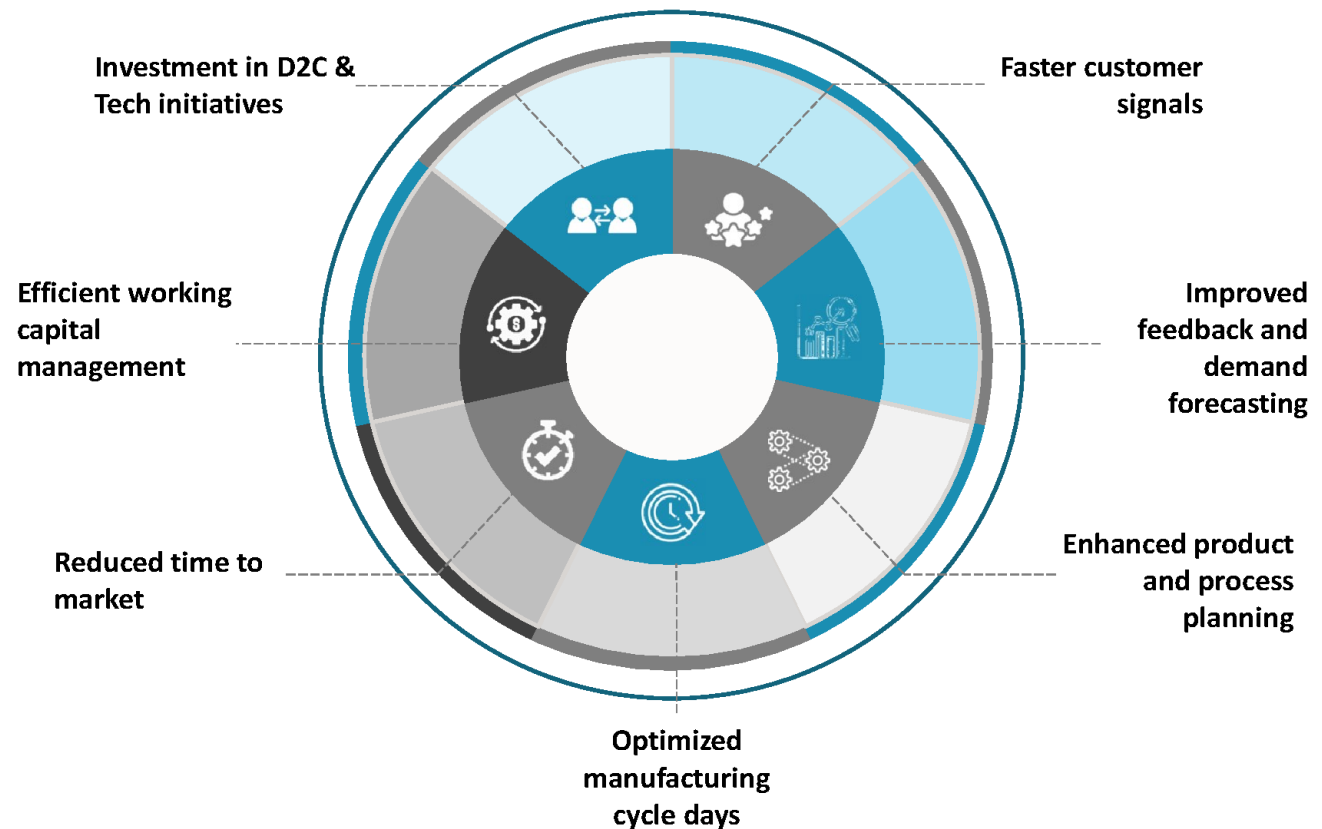 Investment in D2C &
Tech initiatives
Faster customer
signals
Efficient working
capital
management
Improved
feedback and
demand
forecasting
Reduced time to
market
Enhanced product
and process
planning
Optimized
manufacturing
cycle days